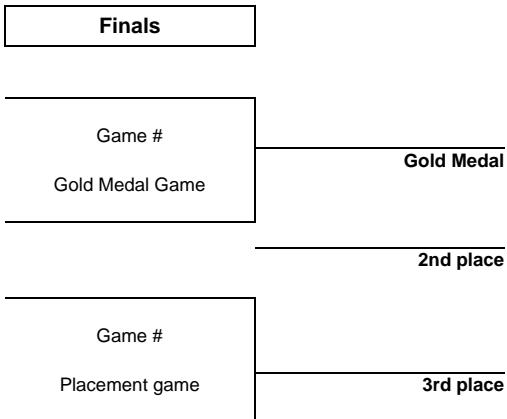 Finals
Game #
Gold Medal
Gold Medal Game
2nd place
Game #
Placement game
3rd place